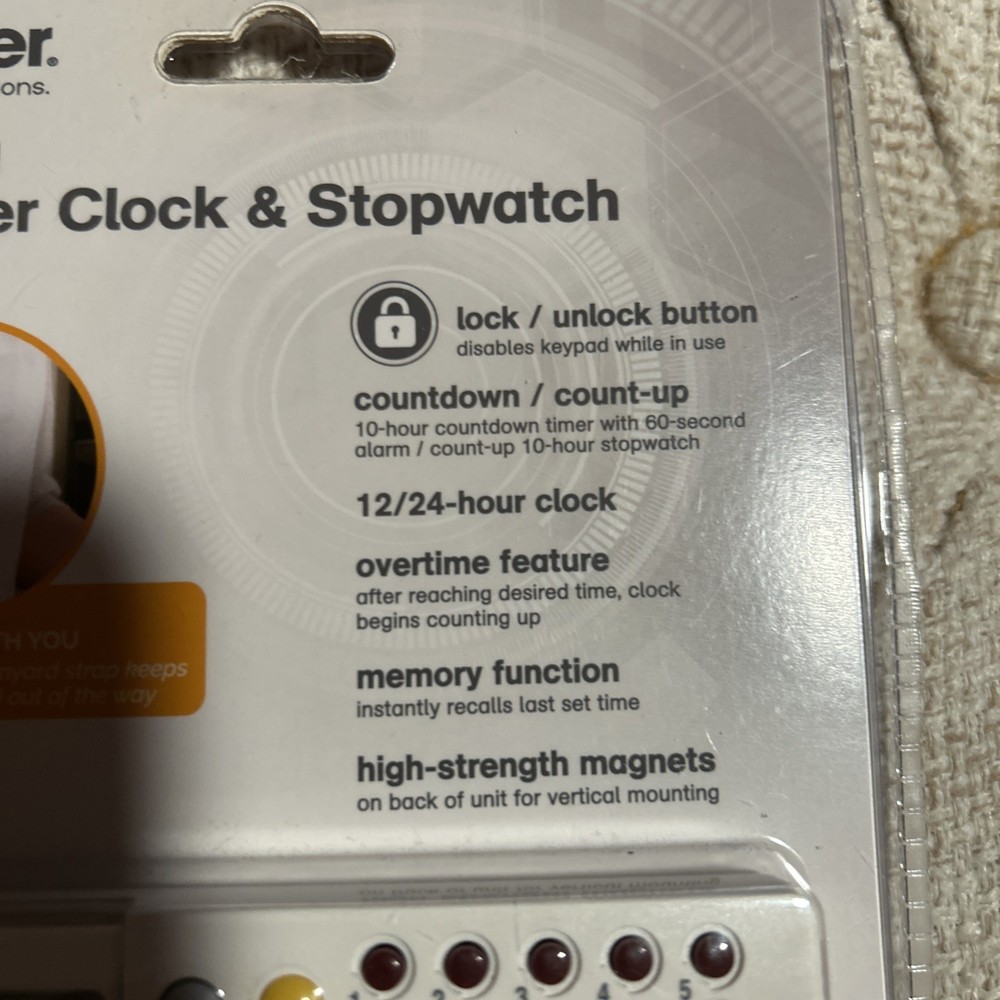 er®
ons.
er Clock & Stopwatch
lock / unlock button
disables keypad while in use
countdown / count-up
10-hour countdown timer with 60-second
alarm / count-up 10-hour stopwatch
12/24-hour clock
overtime feature
after reaching desired time, clock
begins counting up
memory function
instantly recalls last set time
high-strength magnets
on back of unit for vertical mounting
TH YOU
nyard strap keeps
out of the way
1 2 3 4 5